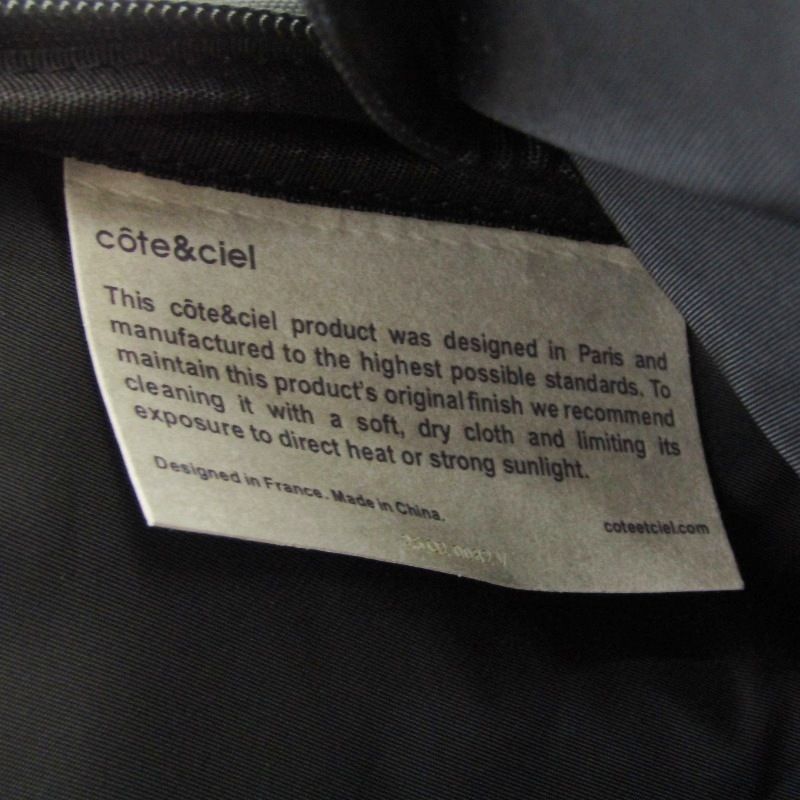 côte&ciel
This côte&ciel product was designed in Paris and
manufactured to the highest possible standards. To
maintain this product's original finish we recommend
cleaning it with a soft, dry cloth and limiting its
exposure to direct heat or strong sunlight.
Designed in France. Made in China.
coteetciel.com